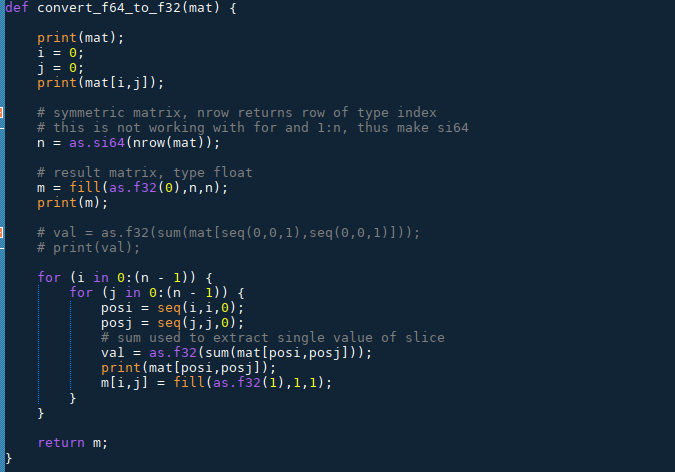 def convert_f64_to_f32(mat) {
print(mat);
i = 0;
j = 0;
print(mat[i,j]);
# symmetric matrix, nrow returns row of type index
# this is not working with for and 1:n, thus make si64
n = as.si64(nrow(mat));
# result matrix, type float
m = fill(as.f32(0),n,n);
print(m);
# val = as.f32(sum(mat[seq(0,0,1),seq(0,0,1)]));
# print(val);
for (i in 0:(n - 1)) {
for (j in 0:(n - 1)) {
posi = seq(i,i,0);
posj = seq(j,j,0);
# sum used to extract single value of slice
val = as.f32(sum(mat[posi,posj]));
print(mat[posi,posj]);
m[i,j] = fill(as.f32(1),1,1);
}
}
return m;
}